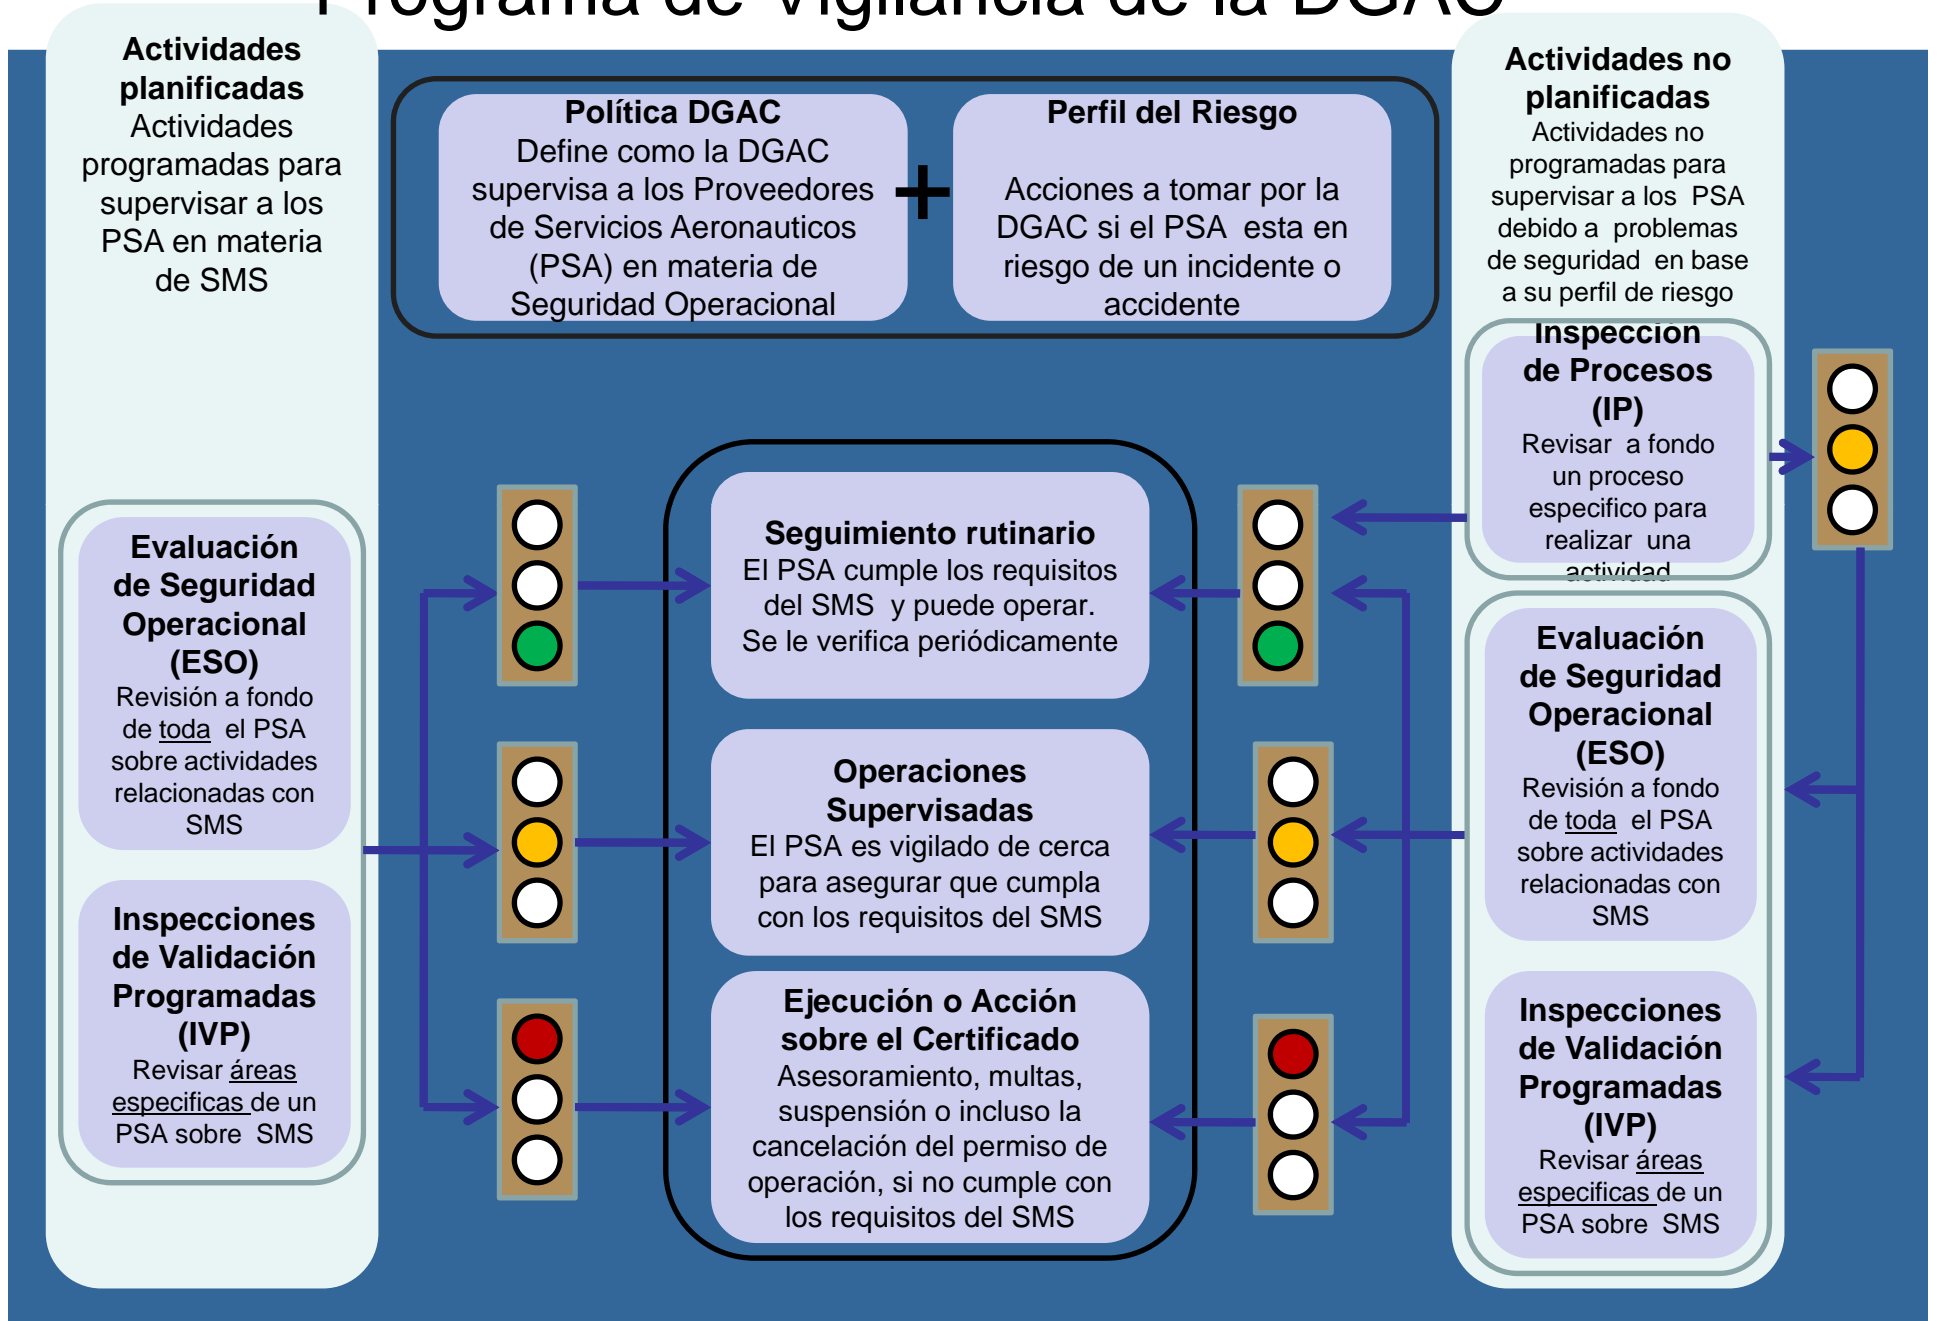 Programa de Vigilancia de la DGAC
Actividades
planificadas
Actividades
programadas para
supervisar a los
PSA en materia
de SMS
Política DGAC
Define como la DGAC
supervisa a los Proveedores
de Servicios Aeronauticos
(PSA) en materia de
Seguridad Operacional
+
Perfil del Riesgo
Acciones a tomar por la
DGAC si el PSA esta en
riesgo de un incidente o
accidente
Actividades no
planificadas
Actividades no
programadas para
supervisar a los PSA
debido a problemas
de seguridad en base
a su perfil de riesgo
Inspección
de Procesos
(IP)
Revisar a fondo
un proceso
especifico para
realizar una
actividad
Evaluación
de Seguridad
Operacional
(ESO)
Revisión a fondo
de toda el PSA
sobre actividades
relacionadas con
SMS
Inspecciones
de Validación
Programadas
(IVP)
Revisar áreas
especificas de un
PSA sobre SMS
Seguimiento rutinario
El PSA cumple los requisitos
del SMS y puede operar.
Se le verifica periódicamente
Operaciones
Supervisadas
El PSA es vigilado de cerca
para asegurar que cumpla
con los requisitos del SMS
Ejecución o Acción
sobre el Certificado
Asesoramiento, multas,
suspensión o incluso la
cancelación del permiso de
operación, si no cumple con
los requisitos del SMS
Evaluación
de Seguridad
Operacional
(ESO)
Revisión a fondo
de toda el PSA
sobre actividades
relacionadas con
SMS
Inspecciones
de Validación
Programadas
(IVP)
Revisar áreas
especificas de un
PSA sobre SMS